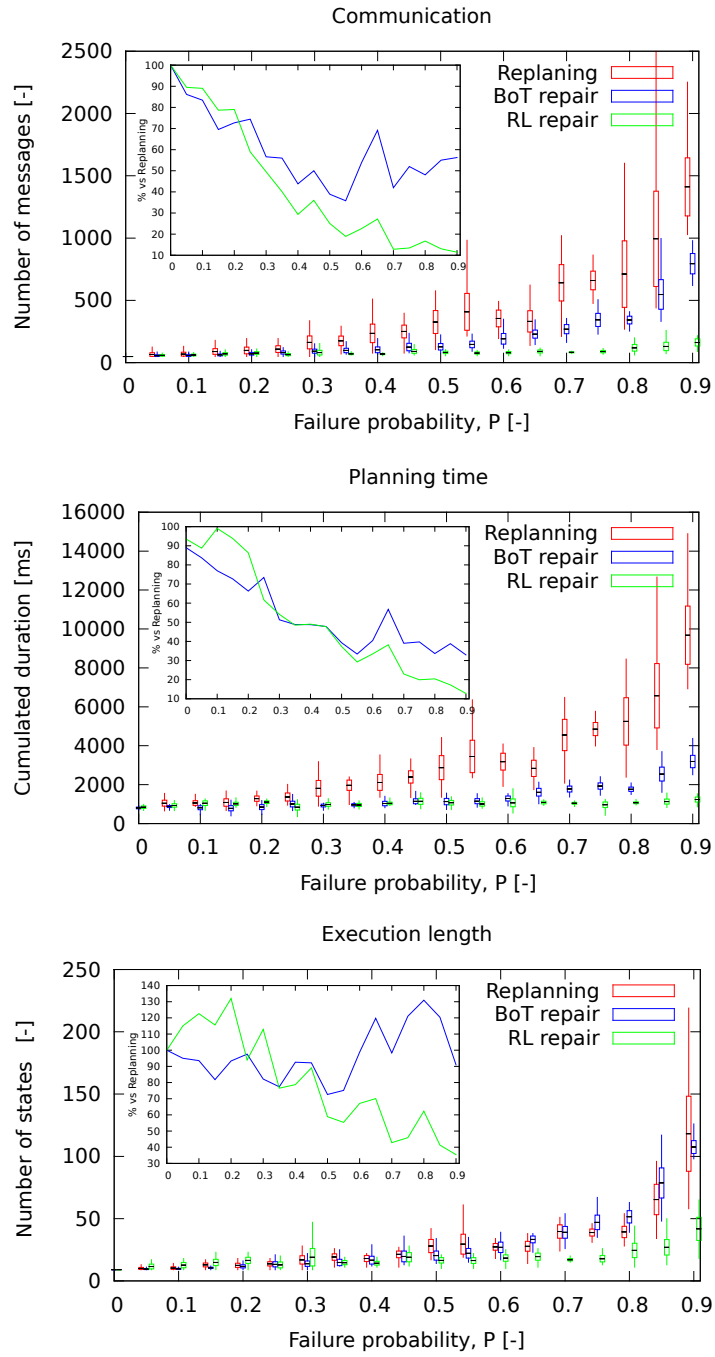 Communication
Number of messages [-]
2500
2000
1500
1000
500
0
Replaning
BoT repair
RL repair
% vs Replanning
100
90
80
70
60
50
40
30
20
10
0 0.1 0.2 0.3 0.4 0.5 0.6 0.7 0.8 0.9
0 0.1 0.2 0.3 0.4 0.5 0.6 0.7 0.8 0.9
Failure probability, P [-]
Planning time
Cumulated duration [ms]
16000
14000
12000
10000
8000
6000
4000
2000
0
Replanning
BoT repair
RL repair
% vs Replanning
100
90
80
70
60
50
40
30
20
10
0 0.1 0.2 0.3 0.4 0.5 0.6 0.7 0.8 0.9
0 0.1 0.2 0.3 0.4 0.5 0.6 0.7 0.8 0.9
Failure probability, P [-]
Execution length
Number of states [-]
250
200
150
100
50
0
Replanning
BoT repair
RL repair
% vs Replanning
140
130
120
110
100
90
80
70
60
50
40
30
0 0.1 0.2 0.3 0.4 0.5 0.6 0.7 0.8 0.9
0 0.1 0.2 0.3 0.4 0.5 0.6 0.7 0.8 0.9
Failure probability, P [-]